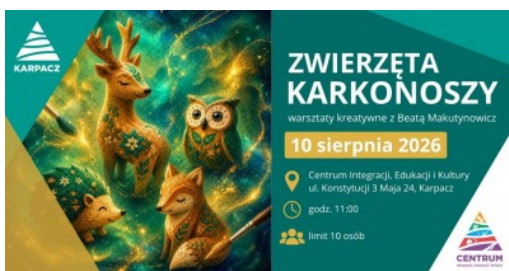 KARPACZ
ZWIERZĘTA
KARKONOSZY
warsztaty kreatywne z Beatą Makutynowicz
10 sierpnia 2026
Centrum Integracji, Edukacji i Kultury
ul. Konstytucji 3 Maja 24, Karpacz
godz. 11:00
limit 10 osób
CENTRUM